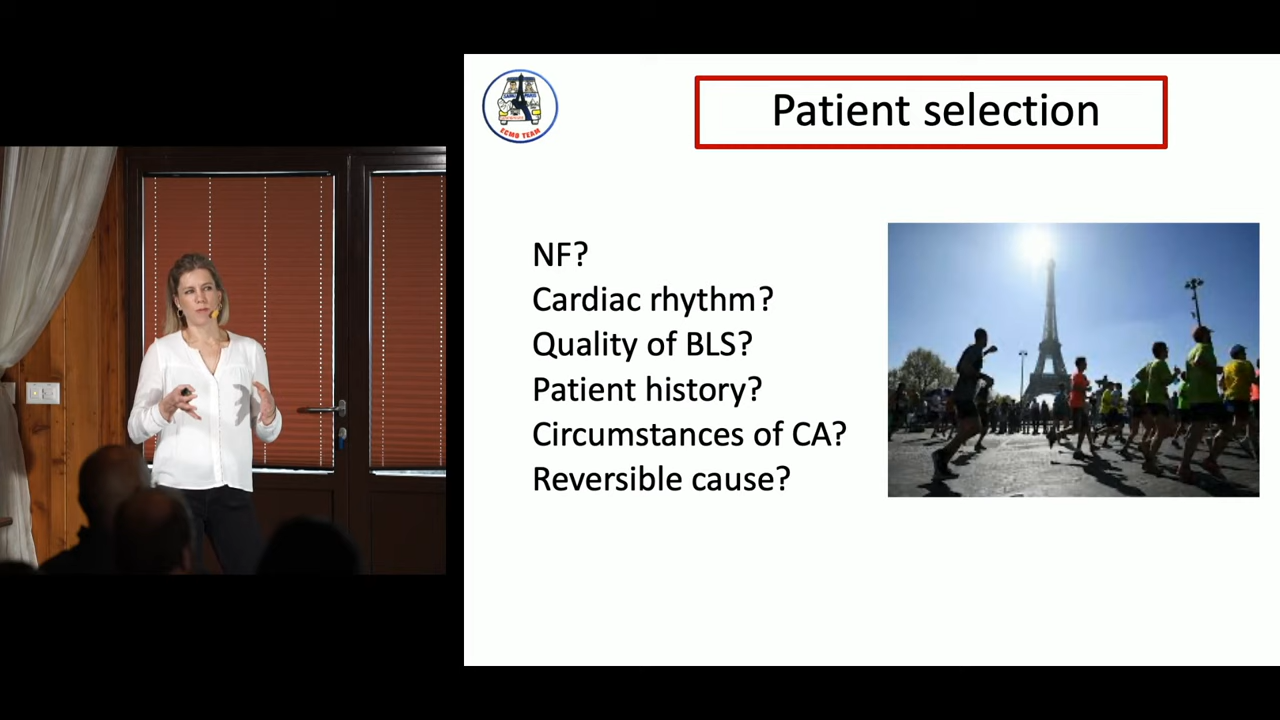 ECMO TEAM
Patient selection
NF?
Cardiac rhythm?
Quality of BLS?
Patient history?
Circumstances of CA?
Reversible cause?